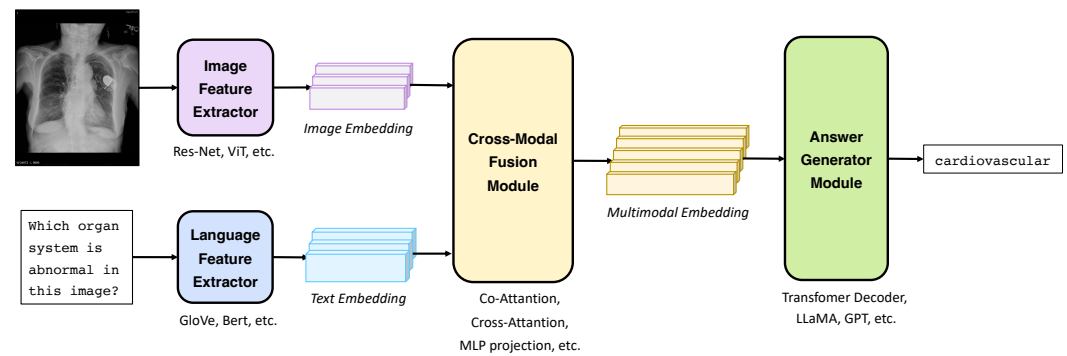 Image
Feature
Extractor
Res-Net, ViT, etc.
Image Embedding
Which organ
system is
abnormal in
this image?
Language
Feature
Extractor
GloVe, Bert, etc.
Text Embedding
Cross-Modal
Fusion
Module
Co-Attantion,
Cross-Attantion,
MLP projection, etc.
Multimodal Embedding
Answer
Generator
Module
Transfomer Decoder,
LLaMA, GPT, etc.
cardiovascular